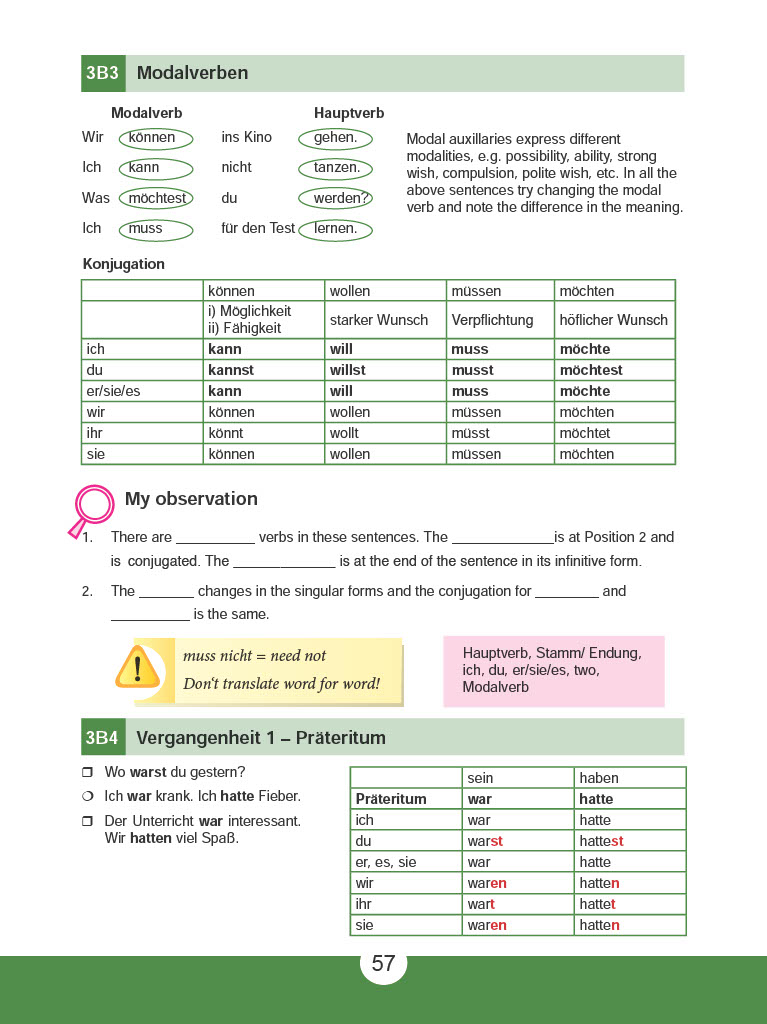 3B3 Modalverben
Modalverb Hauptverb
Wir können ins Kino gehen.
Ich kann nicht tanzen.
Was möchtest du werden?
Ich muss für den Test lernen.
Modal auxillaries express different
modalities, e.g. possibility, ability, strong
wish, compulsion, polite wish, etc. In all the
above sentences try changing the modal
verb and note the difference in the meaning.
Konjugation
können wollen müssen möchten
i) Möglichkeit
ii) Fähigkeit
starker Wunsch Verpflichtung höflicher Wunsch
ich kann will muss möchte
du kannst willst musst möchtest
er/sie/es kann will muss möchte
wir können wollen müssen möchten
ihr könnt wollt müsst möchtet
sie können wollen müssen möchten
My observation
1. There are __________ verbs in these sentences. The _____________is at Position 2 and
is conjugated. The _____________ is at the end of the sentence in its infinitive form.
2. The _______ changes in the singular forms and the conjugation for ________ and
__________ is the same.
muss nicht = need not
Don‘t translate word for word!
Hauptverb, Stamm/ Endung,
ich, du, er/sie/es, two,
Modalverb
3B4 Vergangenheit 1 – Präteritum
❒ Wo warst du gestern?
❍ Ich war krank. Ich hatte Fieber.
❒ Der Unterricht war interessant.
Wir hatten viel Spaß.
sein haben
Präteritum war hatte
ich war hatte
du warst hattest
er, es, sie war hatte
wir waren hatten
ihr wart hattet
sie waren hatten
57